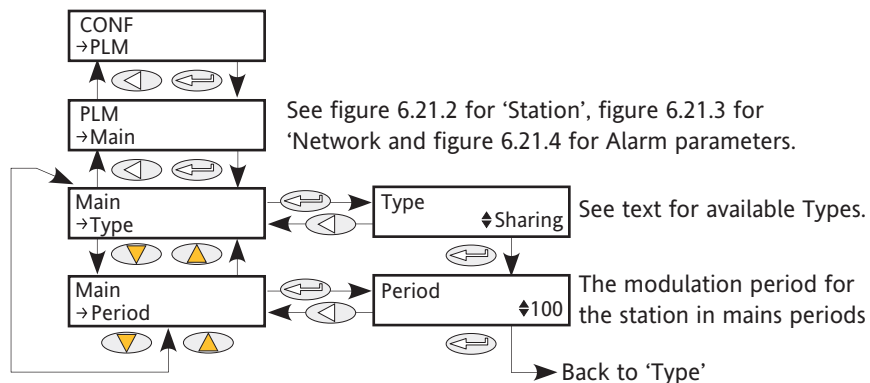 CONF
→PLM
PLM
→Main
See figure 6.21.2 for ‘Station’, figure 6.21.3 for
‘Network and figure 6.21.4 for Alarm parameters.
Main
→Type
Type
Sharing
See text for available Types.
Main
→Period
Period
100
The modulation period for
the station in mains periods
Back to ‘Type’